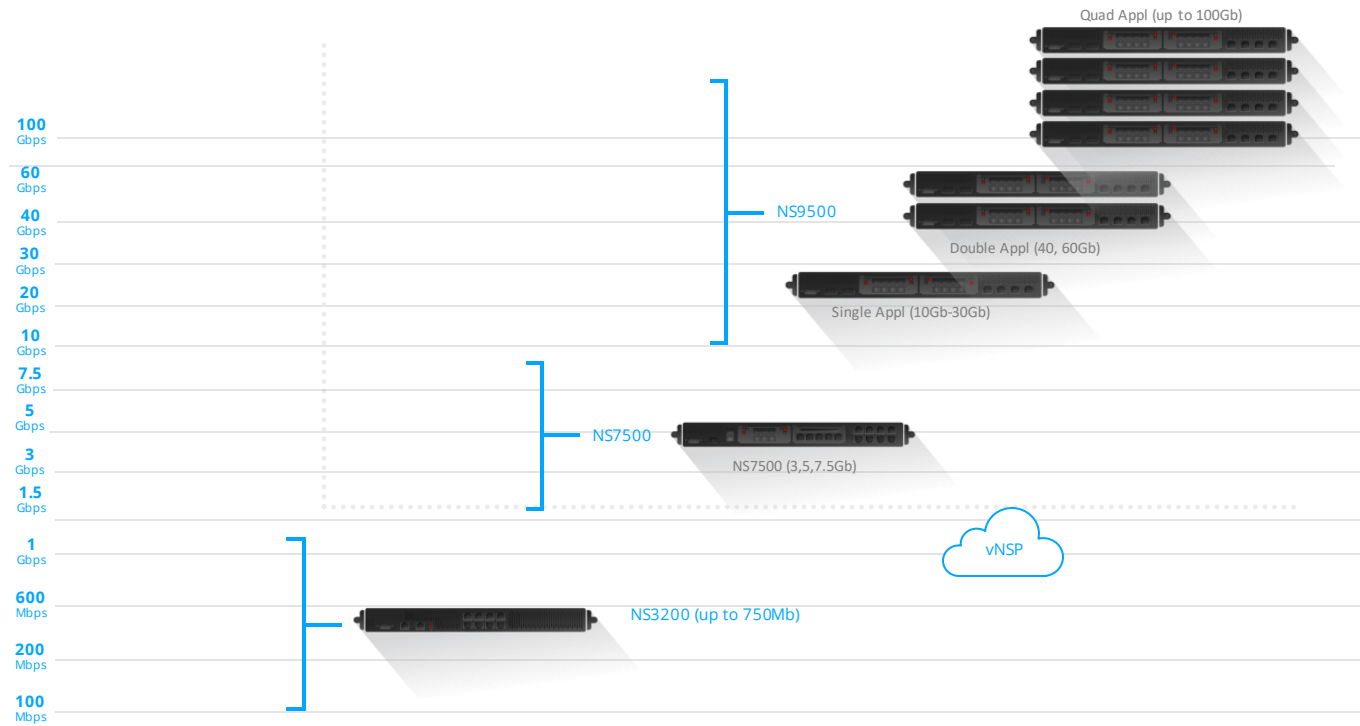 Quad Appl (up to 100Gb)
100
Gbps
60
Gbps
40
Gbps
NS9500
Double Appl (40, 60Gb)
30
Gbps
20
Gbps
Single Appl (10Gb-30Gb)
10
Gbps
7.5
Gbps
5
Gbps
NS7500
NS7500 (3,5,7.5Gb)
3
Gbps
1.5
Gbps
1
Gbps
vNSP
600
Mbps
NS3200 (up to 750Mb)
200
Mbps
100
Mbps